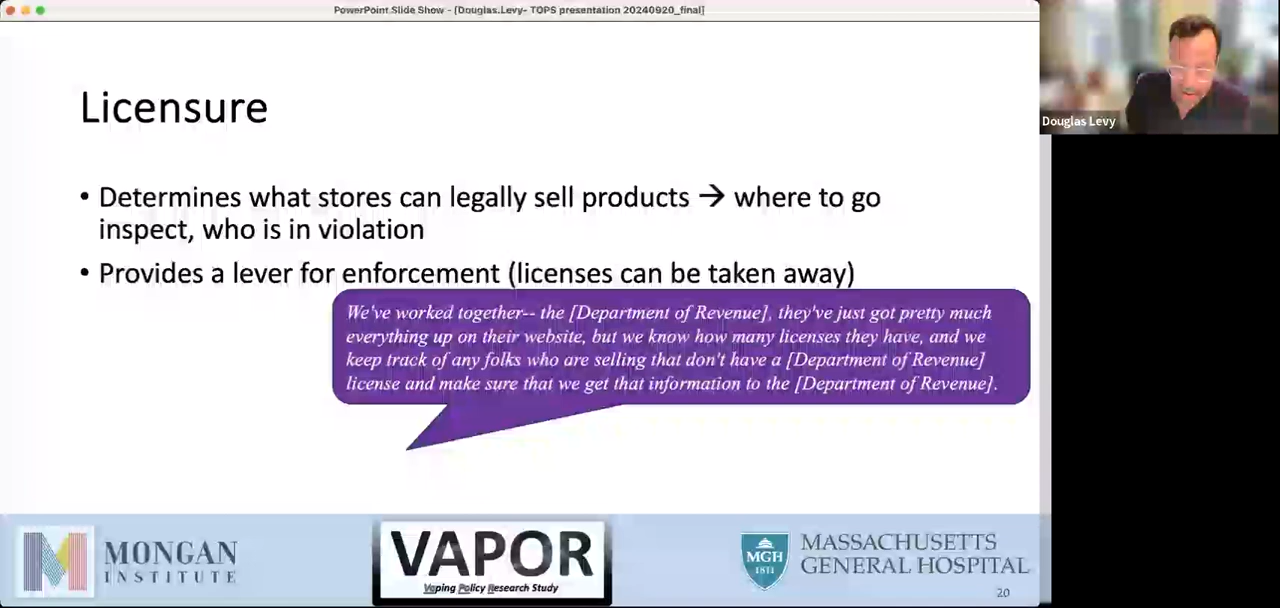 PowerPoint Slide Show - [Douglas.Levy- TOPS presentation 20240920_final]
Douglas Levy
Licensure
• Determines what stores can legally sell products → where to go
inspect, who is in violation
• Provides a lever for enforcement (licenses can be taken away)
We've worked together-- the [Department of Revenue], they've just got pretty much
everything up on their website, but we know how many licenses they have, and we
keep track of any folks who are selling that don't have a [Department of Revenue]
license and make sure that we get that information to the [Department of Revenue].
MONGAN
INSTITUTE
VAPOR
Vaping Policy Research Study
MGH
1811
MASSACHUSETTS
GENERAL HOSPITAL
20